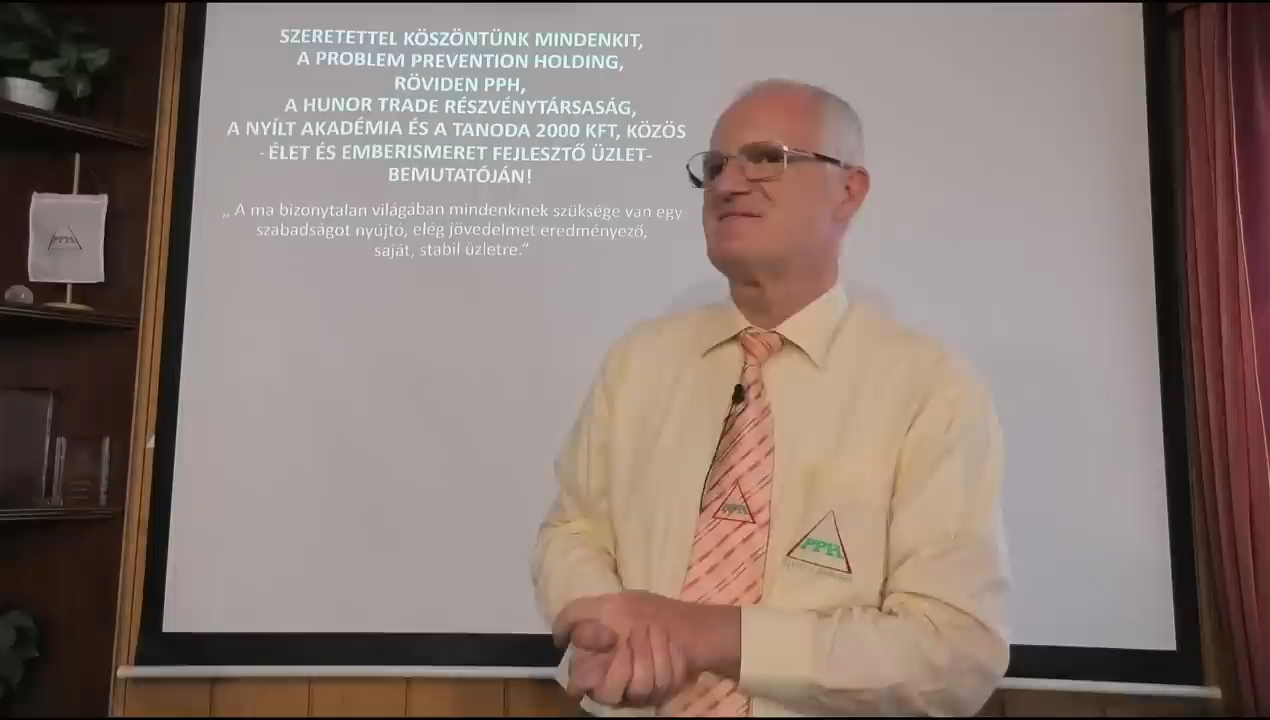 SZERETETTEL KÖSZÖNTÜNK MINDENKIT,
A PROBLEM PREVENTION HOLDING,
RÖVIDEN PPH,
A HUNOR TRADE RÉSZVÉNYTÁRSASÁG,
A NYÍLT AKADÉMIA ÉS A TANODA 2000 KFT, KÖZÖS
-ÉLET ÉS EMBERISMERET FEJLESZTŐ ÜZLET-
BEMUTATÓJÁN!
„ A ma bizonytalan világában mindenkinek szüksége van egy
szabadságot nyújtó, elég jövedelmet eredményező,
saját, stabil üzletre.”
PPH
PPH
PPH